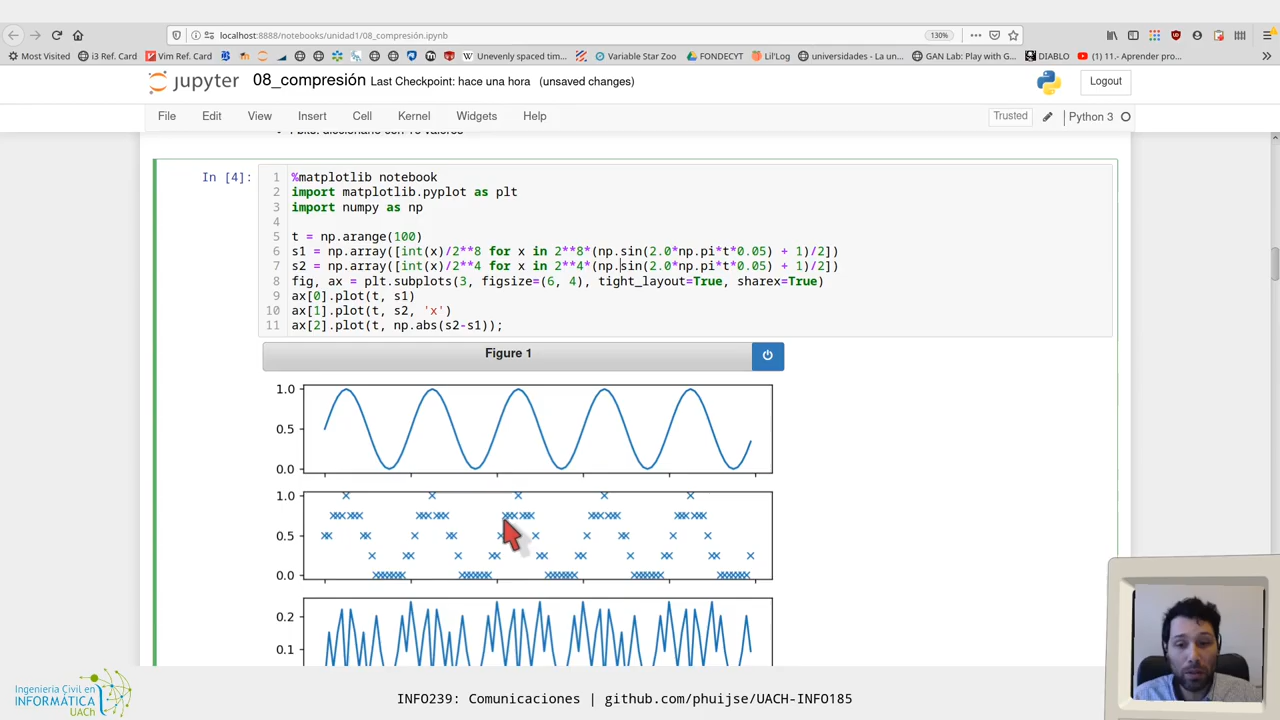 localhost:8888/notebooks/unidad1/08_compresión.ipynb
130%
Most Visited
i3 Ref. Card
Vim Ref. Card
Unevenly spaced tim…
Variable Star Zoo
FONDECYT
Lil'Log
universidades - La un…
GAN Lab: Play with G…
DIABLO
(1) 11.- Aprender pro…
jupyter 08_compresión Last Checkpoint: hace una hora (unsaved changes)
Logout
File Edit View Insert Cell Kernel Widgets Help
Trusted
Python 3
In [4]:
1 %matplotlib notebook
2 import matplotlib.pyplot as plt
3 import numpy as np
4
5 t = np.arange(100)
6 s1 = np.array([int(x)/2**8 for x in 2**8*(np.sin(2.0*np.pi*t*0.05) + 1)/2])
7 s2 = np.array([int(x)/2**4 for x in 2**4*(np.sin(2.0*np.pi*t*0.05) + 1)/2])
8 fig, ax = plt.subplots(3, figsize=(6, 4), tight_layout=True, sharex=True)
9 ax[0].plot(t, s1)
10 ax[1].plot(t, s2, 'x')
11 ax[2].plot(t, np.abs(s2-s1));
Figure 1
1.0
0.5
0.0
1.0
0.5
0.0
0.2
0.1
Ingeniería Civil en
INFORMÁTICA
UACh
INFO239: Comunicaciones | github.com/phuijse/UACH-INFO185